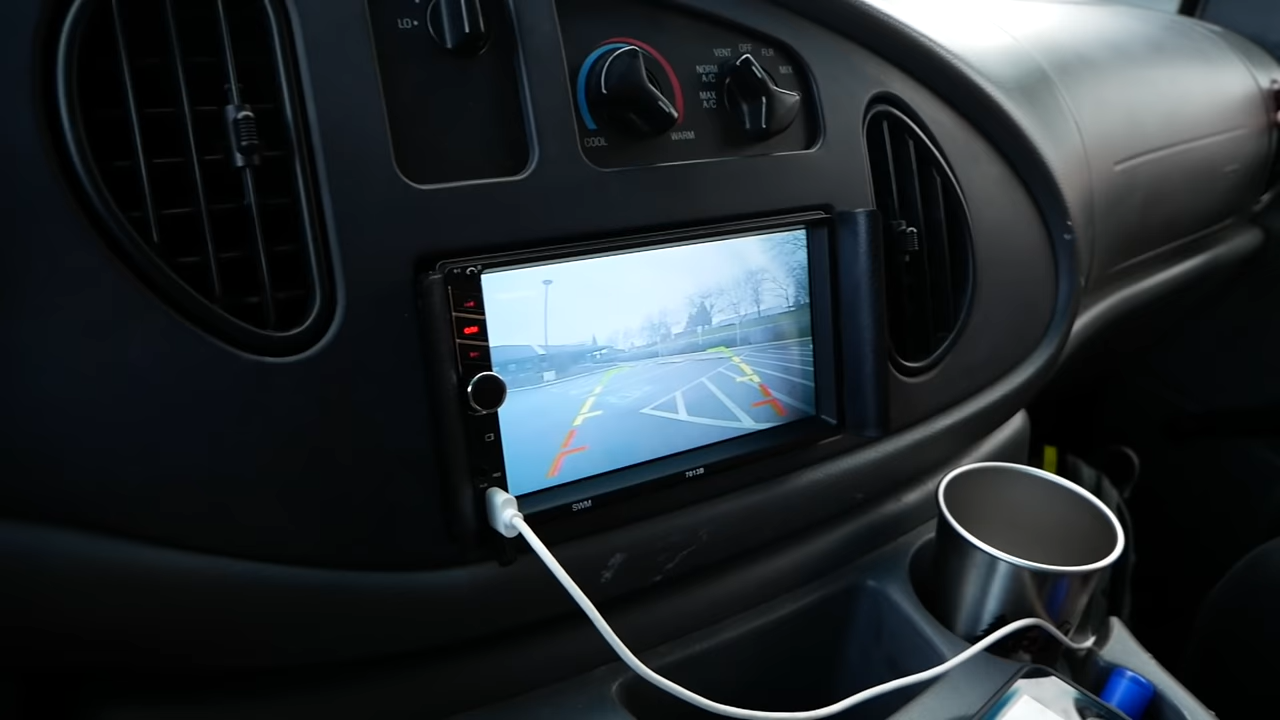 LO
COOL
WARM
VENT
OFF
FLR
MIX
NORM
A/C
MAX
A/C
SWM
7013B